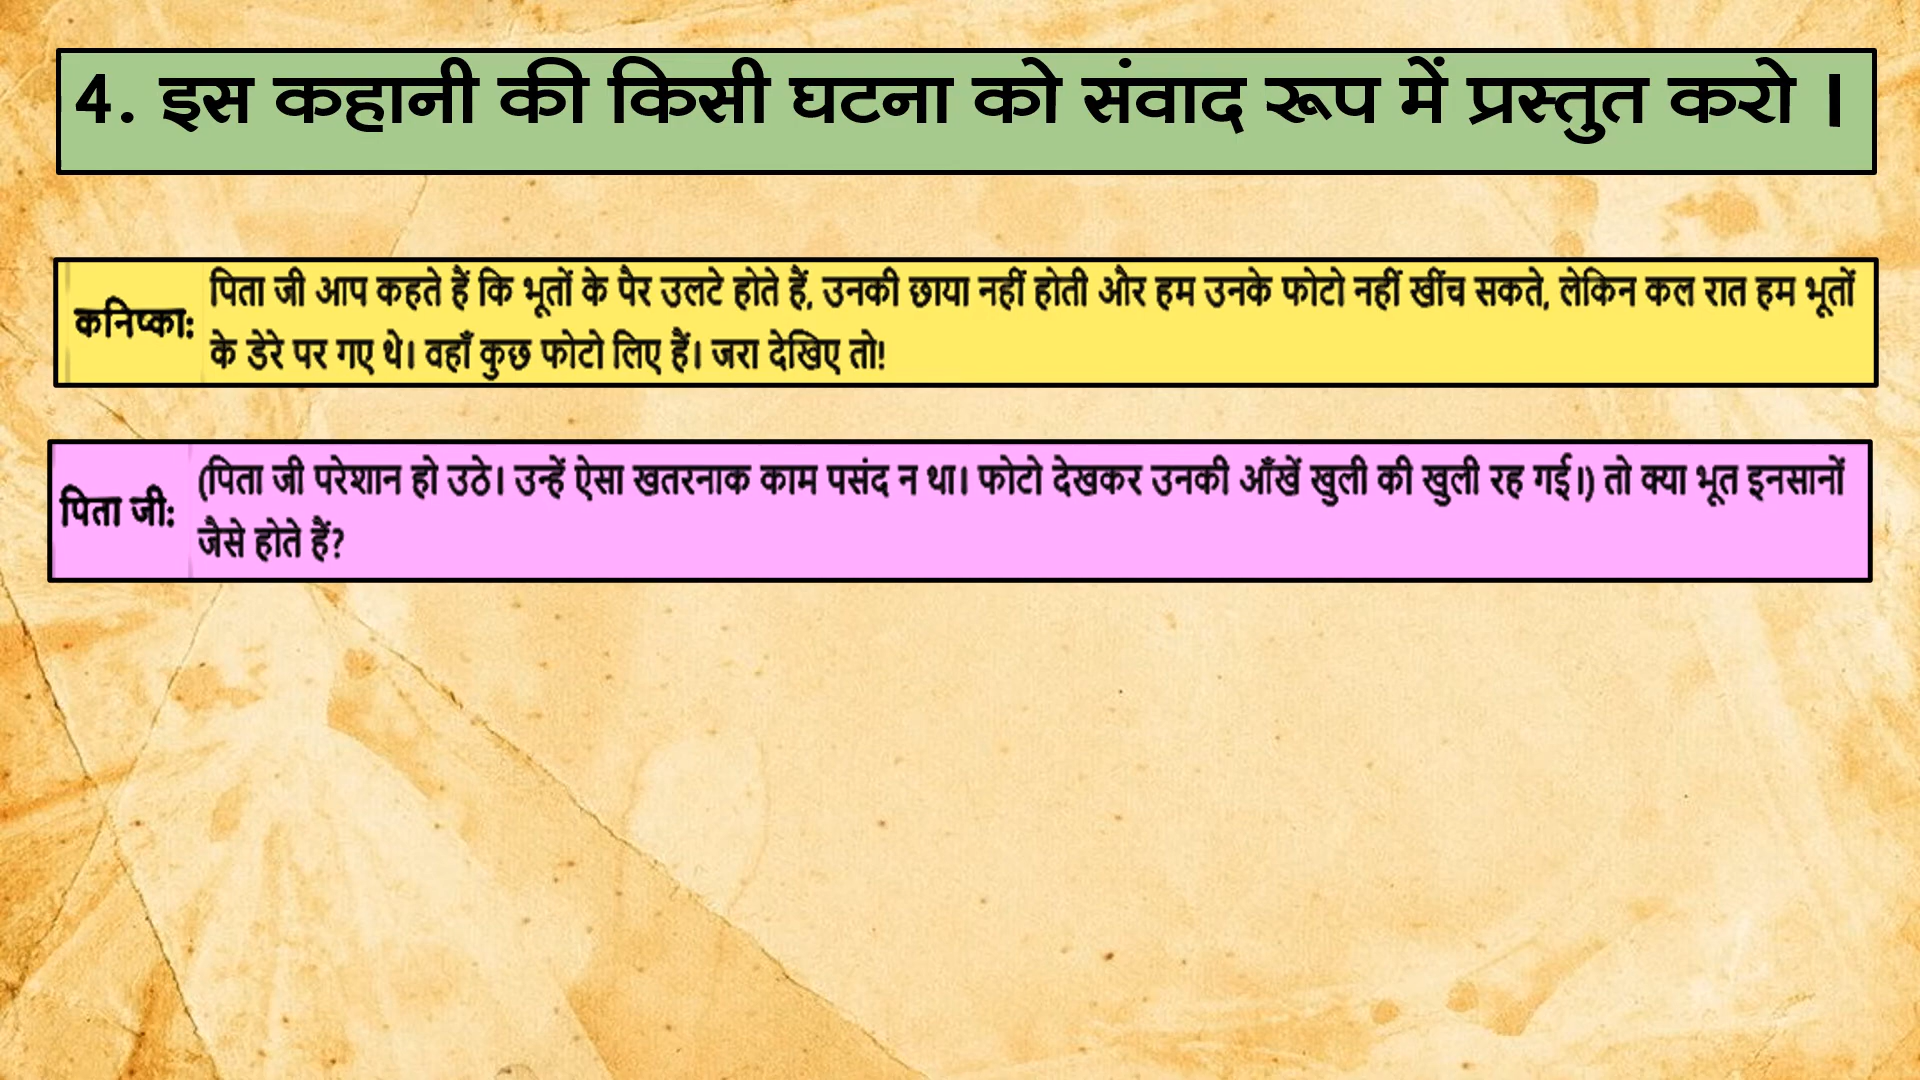 4. इस कहानी की किसी घटना को संवाद रूप में प्रस्तुत करो ।
कनिष्का: पिता जी आप कहते हैं कि भूतों के पैर उलटे होते हैं, उनकी छाया नहीं होती और हम उनके फोटो नहीं खींच सकते, लेकिन कल रात हम भूतों
के डेरे पर गए थे। वहाँ कुछ फोटो लिए हैं। जरा देखिए तो!
पिता जी: (पिता जी परेशान हो उठे। उन्हें ऐसा खतरनाक काम पसंद न था। फोटो देखकर उनकी आँखें खुली की खुली रह गई।) तो क्या भूत इनसानों
जैसे होते हैं?